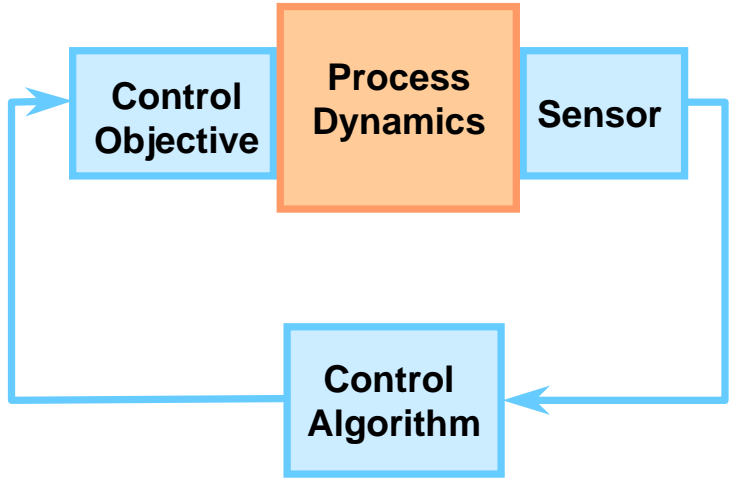 Control
Objective
Process
Dynamics
Sensor
Control
Algorithm